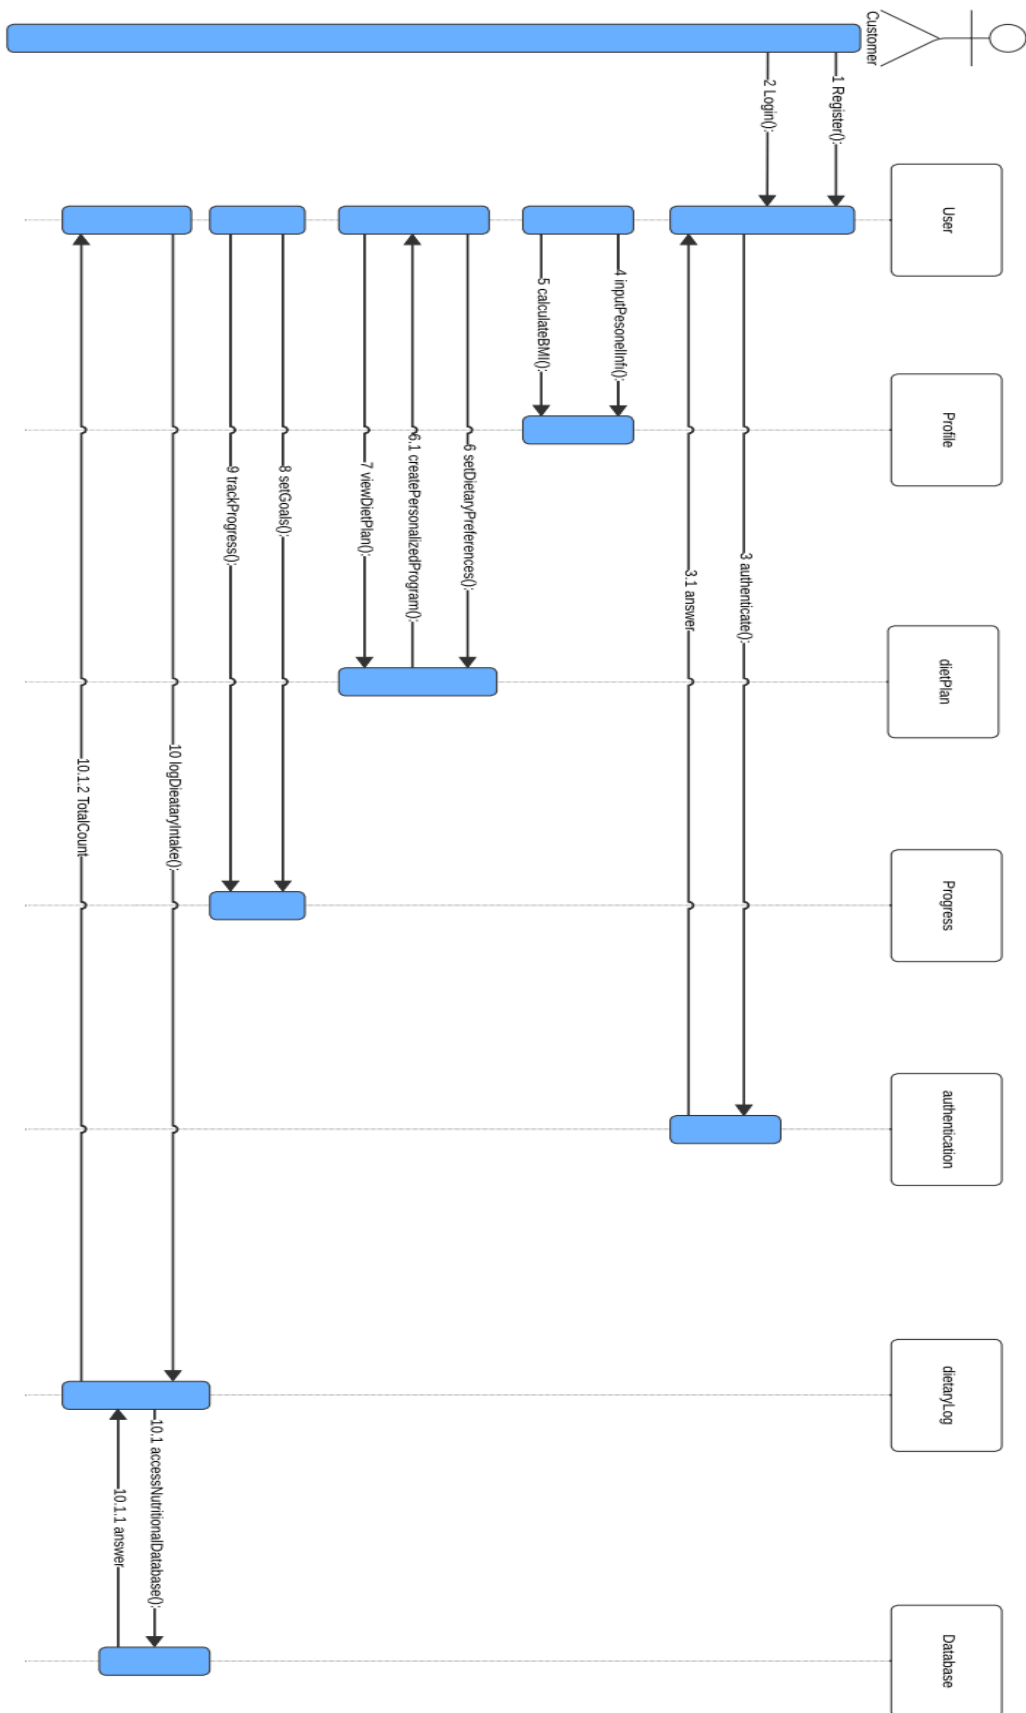 Customer
User
Profile
dietPlan
Progress
authentication
dietaryLog
Database
1 Register():
2 Login():
3 authenticate():
3.1 answer
4 inputPesonelInfi():
5 calculateBMI():
6 setDietaryPreferences():
6.1 createPersonalizedProgram():
7 viewDietPlan():
8 setGoals():
9 trackProgress():
10 logDieataryIntake():
10.1 accessNutritionalDatabase():
10.1.1 answer
10.1.2 TotalCount